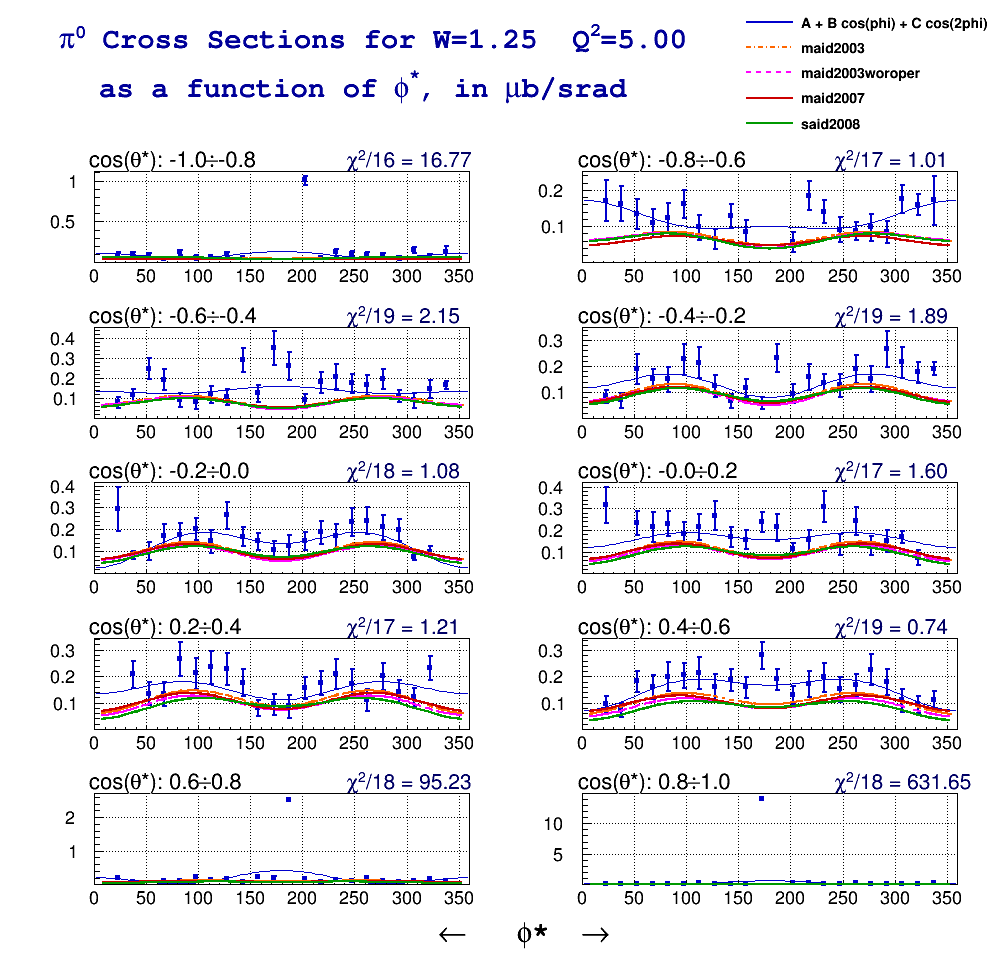 π⁰ Cross Sections for W=1.25 Q²=5.00
as a function of ϕ*, in μb/srad
A + B cos(phi) + C cos(2phi)
maid2003
maid2003woroper
maid2007
said2008
cos(θ*): -1.0÷-0.8 χ²/16 = 16.77
1
0.5
0 50 100 150 200 250 300 350
cos(θ*): -0.8÷-0.6 χ²/17 = 1.01
0.2
0.1
0 50 100 150 200 250 300 350
cos(θ*): -0.6÷-0.4 χ²/19 = 2.15
0.4
0.3
0.2
0.1
0 50 100 150 200 250 300 350
cos(θ*): -0.4÷-0.2 χ²/19 = 1.89
0.3
0.2
0.1
0 50 100 150 200 250 300 350
cos(θ*): -0.2÷0.0 χ²/18 = 1.08
0.4
0.3
0.2
0.1
0 50 100 150 200 250 300 350
cos(θ*): -0.0÷0.2 χ²/17 = 1.60
0.4
0.3
0.2
0.1
0 50 100 150 200 250 300 350
cos(θ*): 0.2÷0.4 χ²/17 = 1.21
0.3
0.2
0.1
0 50 100 150 200 250 300 350
cos(θ*): 0.4÷0.6 χ²/19 = 0.74
0.3
0.2
0.1
0 50 100 150 200 250 300 350
cos(θ*): 0.6÷0.8 χ²/18 = 95.23
2
1
0 50 100 150 200 250 300 350
cos(θ*): 0.8÷1.0 χ²/18 = 631.65
10
5
0 50 100 150 200 250 300 350
← ϕ* →